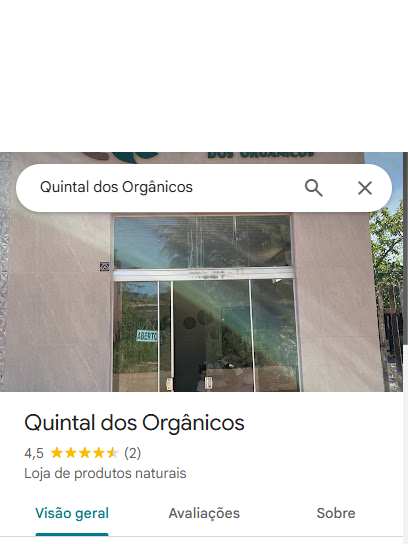 DOS ORGÂNICOS
Quintal dos Orgânicos
ABERTO
Quintal dos Orgânicos
4,5 (2)
Loja de produtos naturais
Visão geral
Avaliações
Sobre